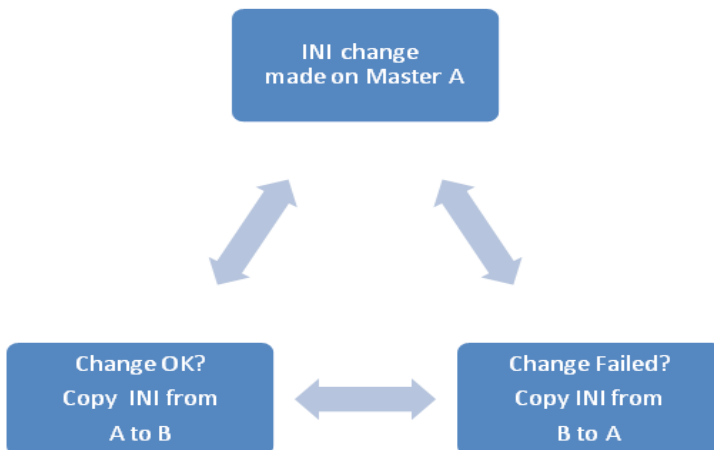 INI change
made on Master A
Change OK?
Copy INI from
A to B
Change Failed?
Copy INI from
B to A